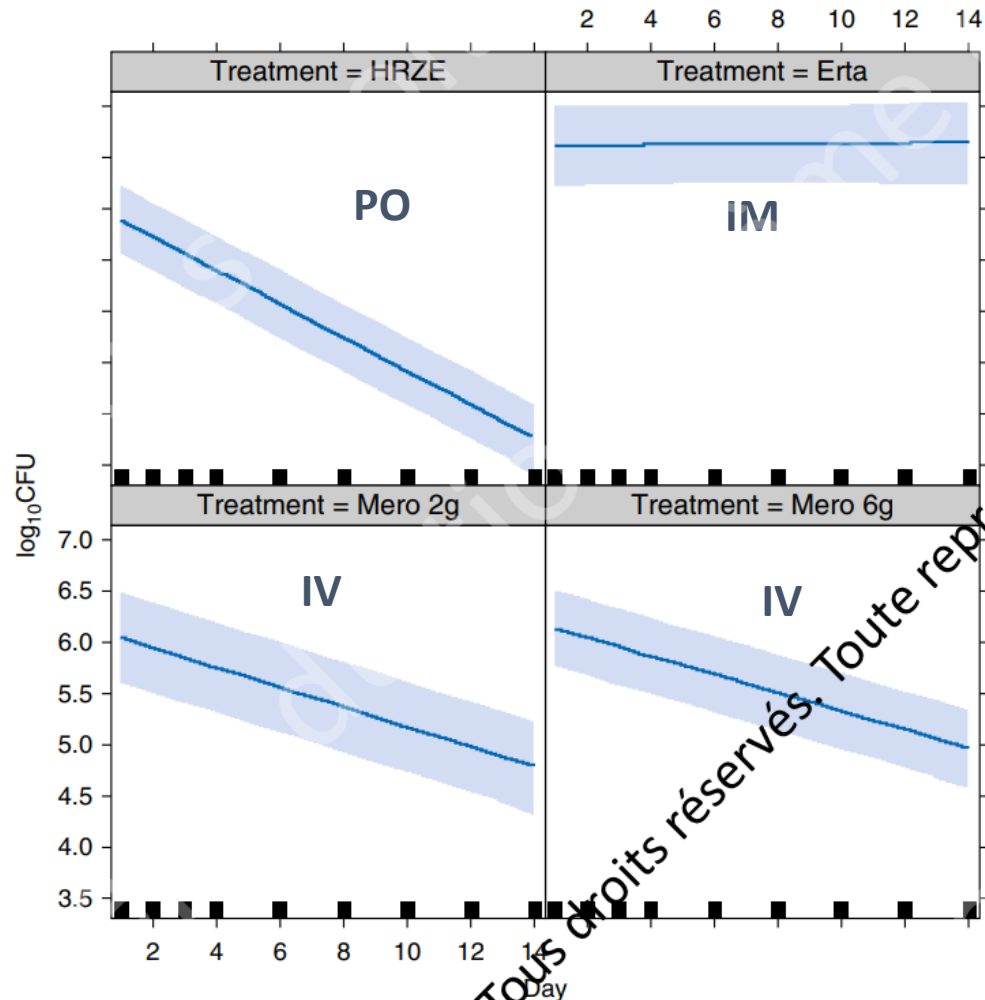 2 4 6 8 10 12 14
Treatment = HRZE
Treatment = Erta
PO
IM
log10CFU
Treatment = Mero 2g
Treatment = Mero 6g
7.0
6.5
6.0
5.5
5.0
4.5
4.0
3.5
IV
IV
2 4 6 8 10 12 14
Day
Tous droits réservés. Toute repr